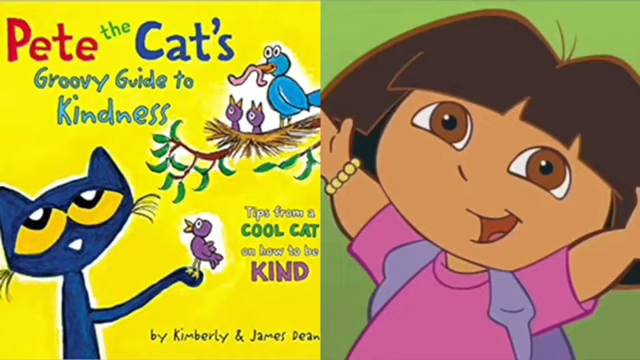 Pete the Cat's
Groovy Guide to
Kindness
Tips from a
COOL CAT
on how to be
KIND
by Kimberly & James Dean